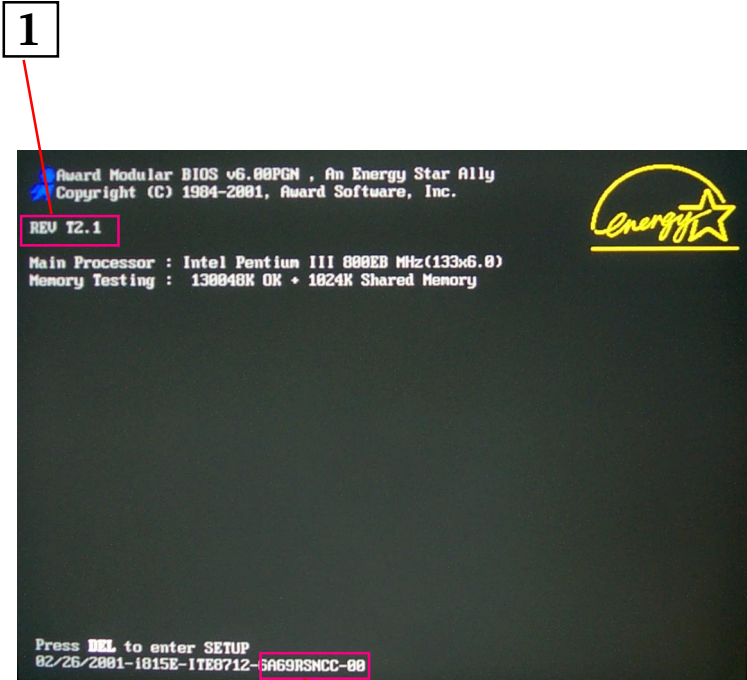 1
Award Modular BIOS v6.00PGN , An Energy Star Ally
Copyright (C) 1984-2001, Award Software, Inc.
energy
REV T2.1
Main Processor : Intel Pentium III 800EB MHz(133x6.0)
Memory Testing :  130048K OK + 1024K Shared Memory
Press DEL to enter SETUP
02/26/2001-i815E-ITE8712-6A69RSNCC-00